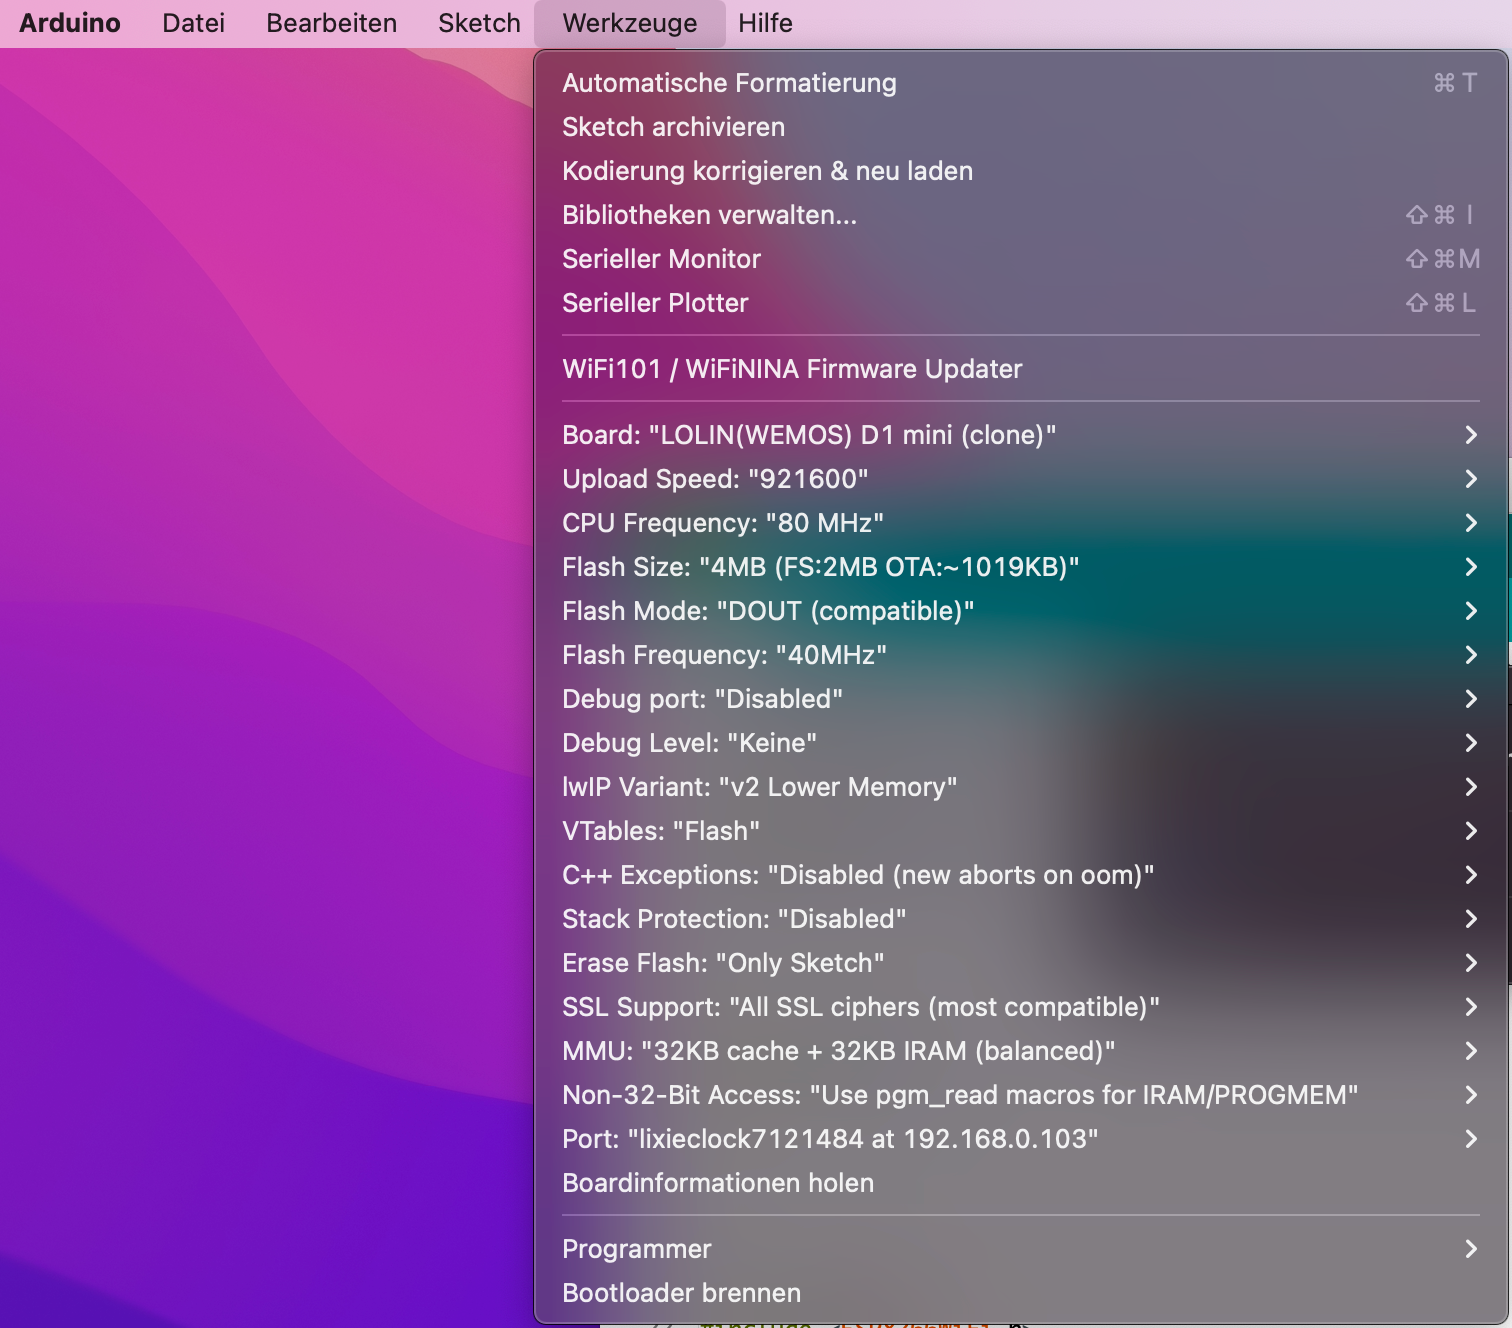 Arduino Datei Bearbeiten Sketch Werkzeuge Hilfe
Automatische Formatierung ⌘ T
Sketch archivieren
Kodierung korrigieren & neu laden
Bibliotheken verwalten... ⇧⌘ I
Serieller Monitor ⇧⌘M
Serieller Plotter ⇧⌘ L
WiFi101 / WiFiNINA Firmware Updater
Board: "LOLIN(WEMOS) D1 mini (clone)"
Upload Speed: "921600"
CPU Frequency: "80 MHz"
Flash Size: "4MB (FS:2MB OTA:~1019KB)"
Flash Mode: "DOUT (compatible)"
Flash Frequency: "40MHz"
Debug port: "Disabled"
Debug Level: "Keine"
lwIP Variant: "v2 Lower Memory"
VTables: "Flash"
C++ Exceptions: "Disabled (new aborts on oom)"
Stack Protection: "Disabled"
Erase Flash: "Only Sketch"
SSL Support: "All SSL ciphers (most compatible)"
MMU: "32KB cache + 32KB IRAM (balanced)"
Non-32-Bit Access: "Use pgm_read macros for IRAM/PROGMEM"
Port: "lixieclock7121484 at 192.168.0.103"
Boardinformationen holen
Programmer
Bootloader brennen